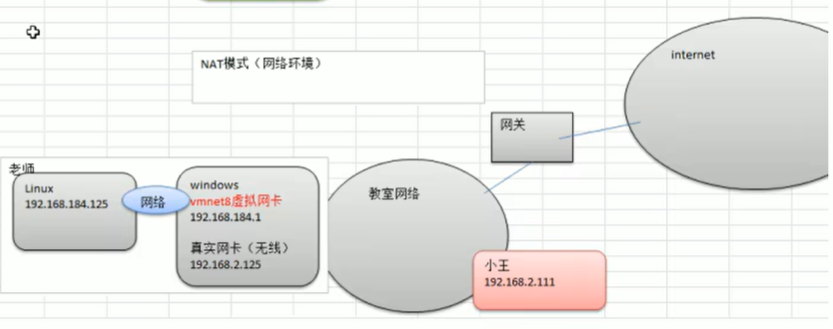 NAT模式（网络环境）
internet
网关
老师
Linux
192.168.184.125
网络
windows
vmnet8虚拟网卡
192.168.184.1
真实网卡（无线）
192.168.2.125
教室网络
小王
192.168.2.111